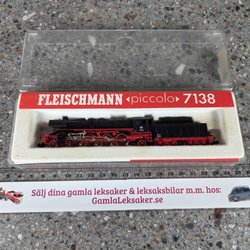 FLEISCHMANN piccolo 7138
Sälj dina gamla leksaker & leksaksbilar m.m. hos:
GamlaLeksaker.se